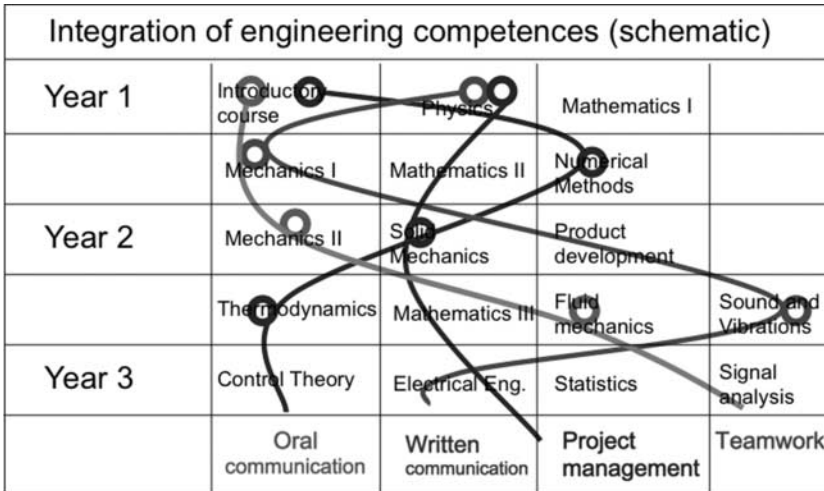 Integration of engineering competences (schematic)
Year 1
Introductory
course
Physics
Mathematics I
Mechanics I
Mathematics II
Numerical
Methods
Year 2
Mechanics II
Solid
Mechanics
Product
development
Thermodynamics
Mathematics III
Fluid
mechanics
Sound and
Vibrations
Year 3
Control Theory
Electrical Eng.
Statistics
Signal
analysis
Oral
communication
Written
communication
Project
management
Teamwork